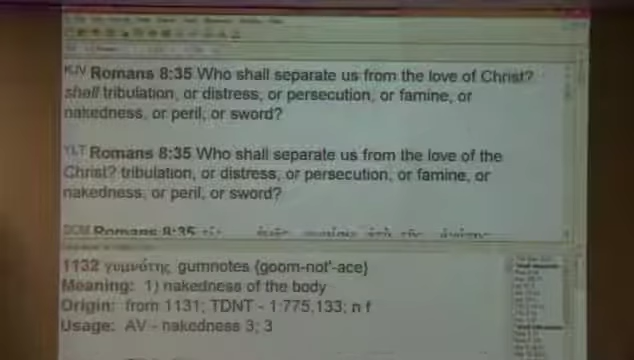 KJV Romans 8:35 Who shall separate us from the love of Christ?
shall tribulation, or distress, or persecution, or famine, or
nakedness, or peril, or sword?
YLT Romans 8:35 Who shall separate us from the love of the
Christ? tribulation, or distress, or persecution, or famine, or
nakedness, or peril, or sword?
Romans 8:35
1132 γυμνότης gumnotes {goom-not'-ace}
Meaning: 1) nakedness of the body
Origin: from 1131; TDNT - 1:775,133; n f
Usage: AV - nakedness 3; 3